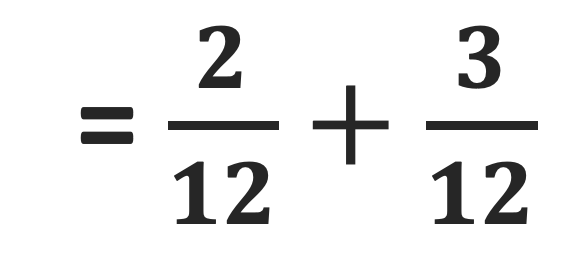 = 2/12 + 3/12